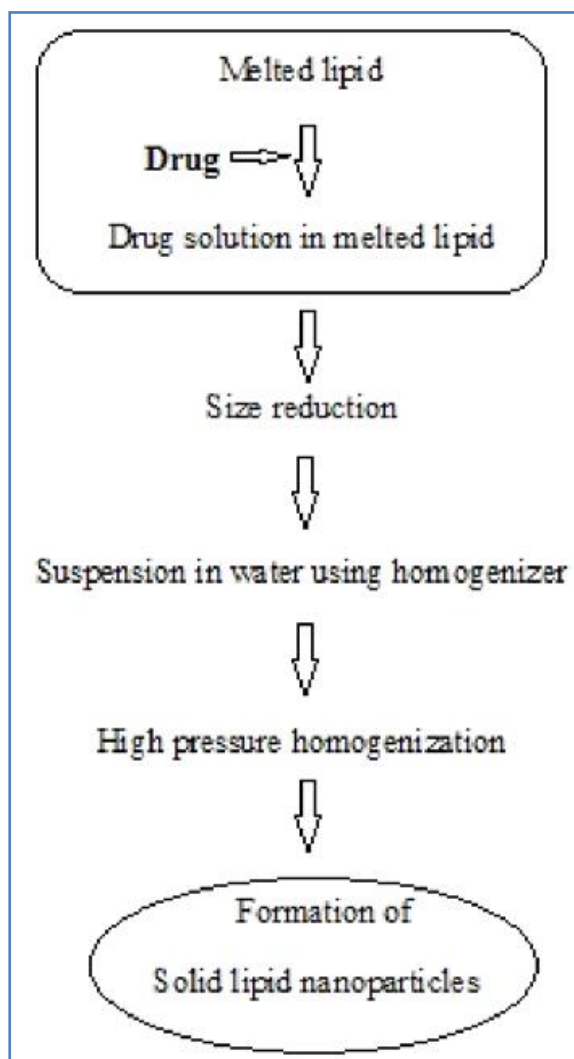 Melted lipid
Drug
Drug solution in melted lipid
Size reduction
Suspension in water using homogenizer
High pressure homogenization
Formation of
Solid lipid nanoparticles